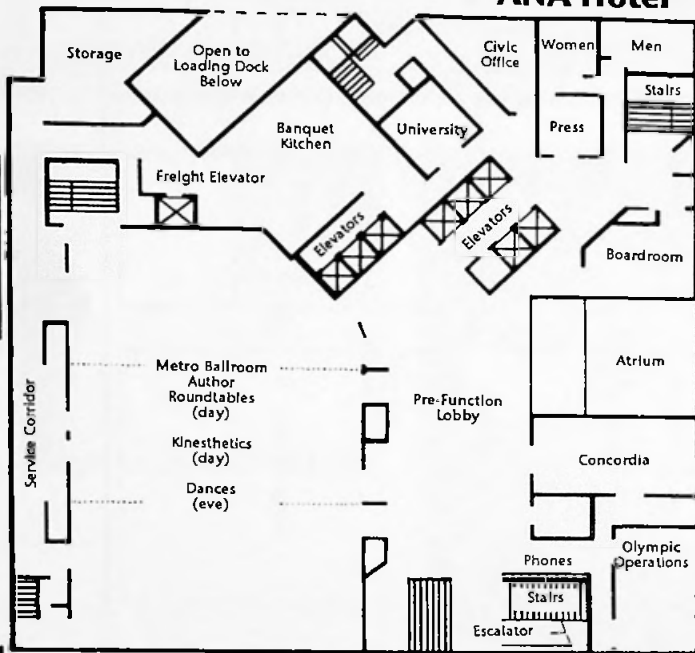 ANA Hotel
Storage
Open to
Loading Dock
Below
Civic
Office
Women
Men
Stairs
Banquet
Kitchen
University
Press
Freight Elevator
Elevators
Elevators
Boardroom
Service Corridor
Metro Ballroom
Author
Roundtables
(day)
Kinesthetics
(day)
Dances
(eve)
Pre-Function
Lobby
Atrium
Concordia
Phones
Olympic
Operations
Stairs
Escalator